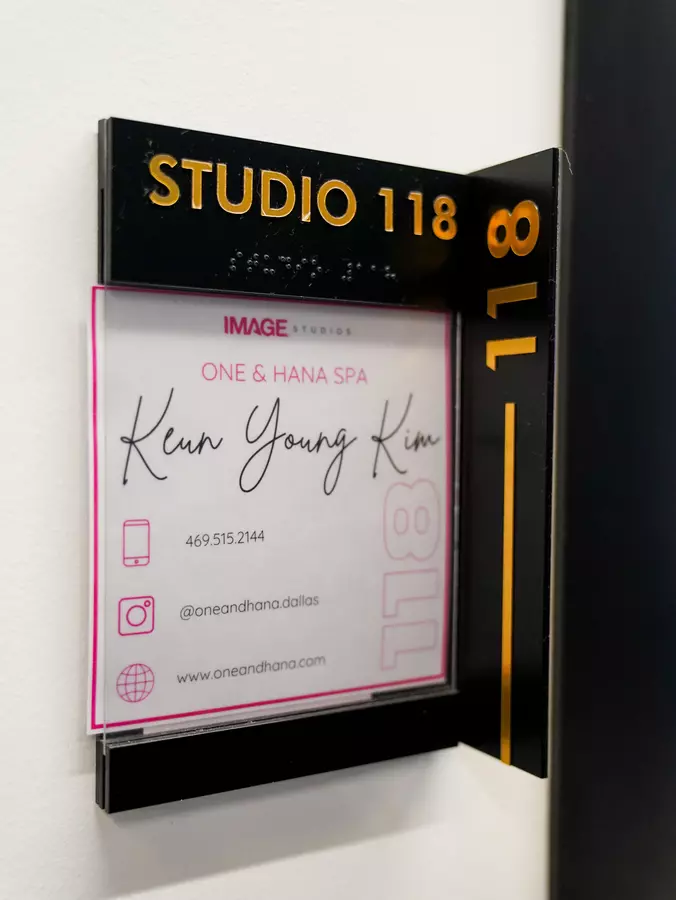 STUDIO 118
118
IMAGE STUDIOS
ONE & HANA SPA
Keun Young Kim
469.515.2144
@oneandhana.dallas
www.oneandhana.com
118